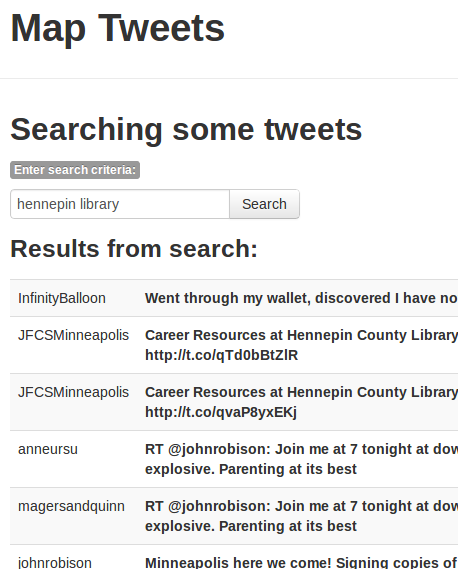 Map Tweets
Searching some tweets
Enter search criteria:
hennepin library Search
Results from search:
InfinityBalloon Went through my wallet, discovered I have no
JFCSMinneapolis Career Resources at Hennepin County Library
http://t.co/qTd0bBtZlR
JFCSMinneapolis Career Resources at Hennepin County Library
http://t.co/qvaP8yxEKj
anneursu RT @johnrobison: Join me at 7 tonight at dow
explosive. Parenting at its best
magersandquinn RT @johnrobison: Join me at 7 tonight at dow
explosive. Parenting at its best
johnrobison Minneapolis here we come! Signing copies of